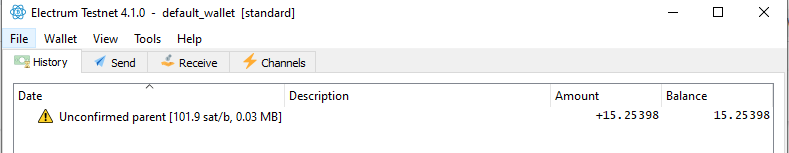 Electrum Testnet 4.1.0 - default_wallet [standard]
File Wallet View Tools Help
History Send Receive Channels
Date Description Amount Balance
Unconfirmed parent [101.9 sat/b, 0.03 MB] +15.25398 15.25398